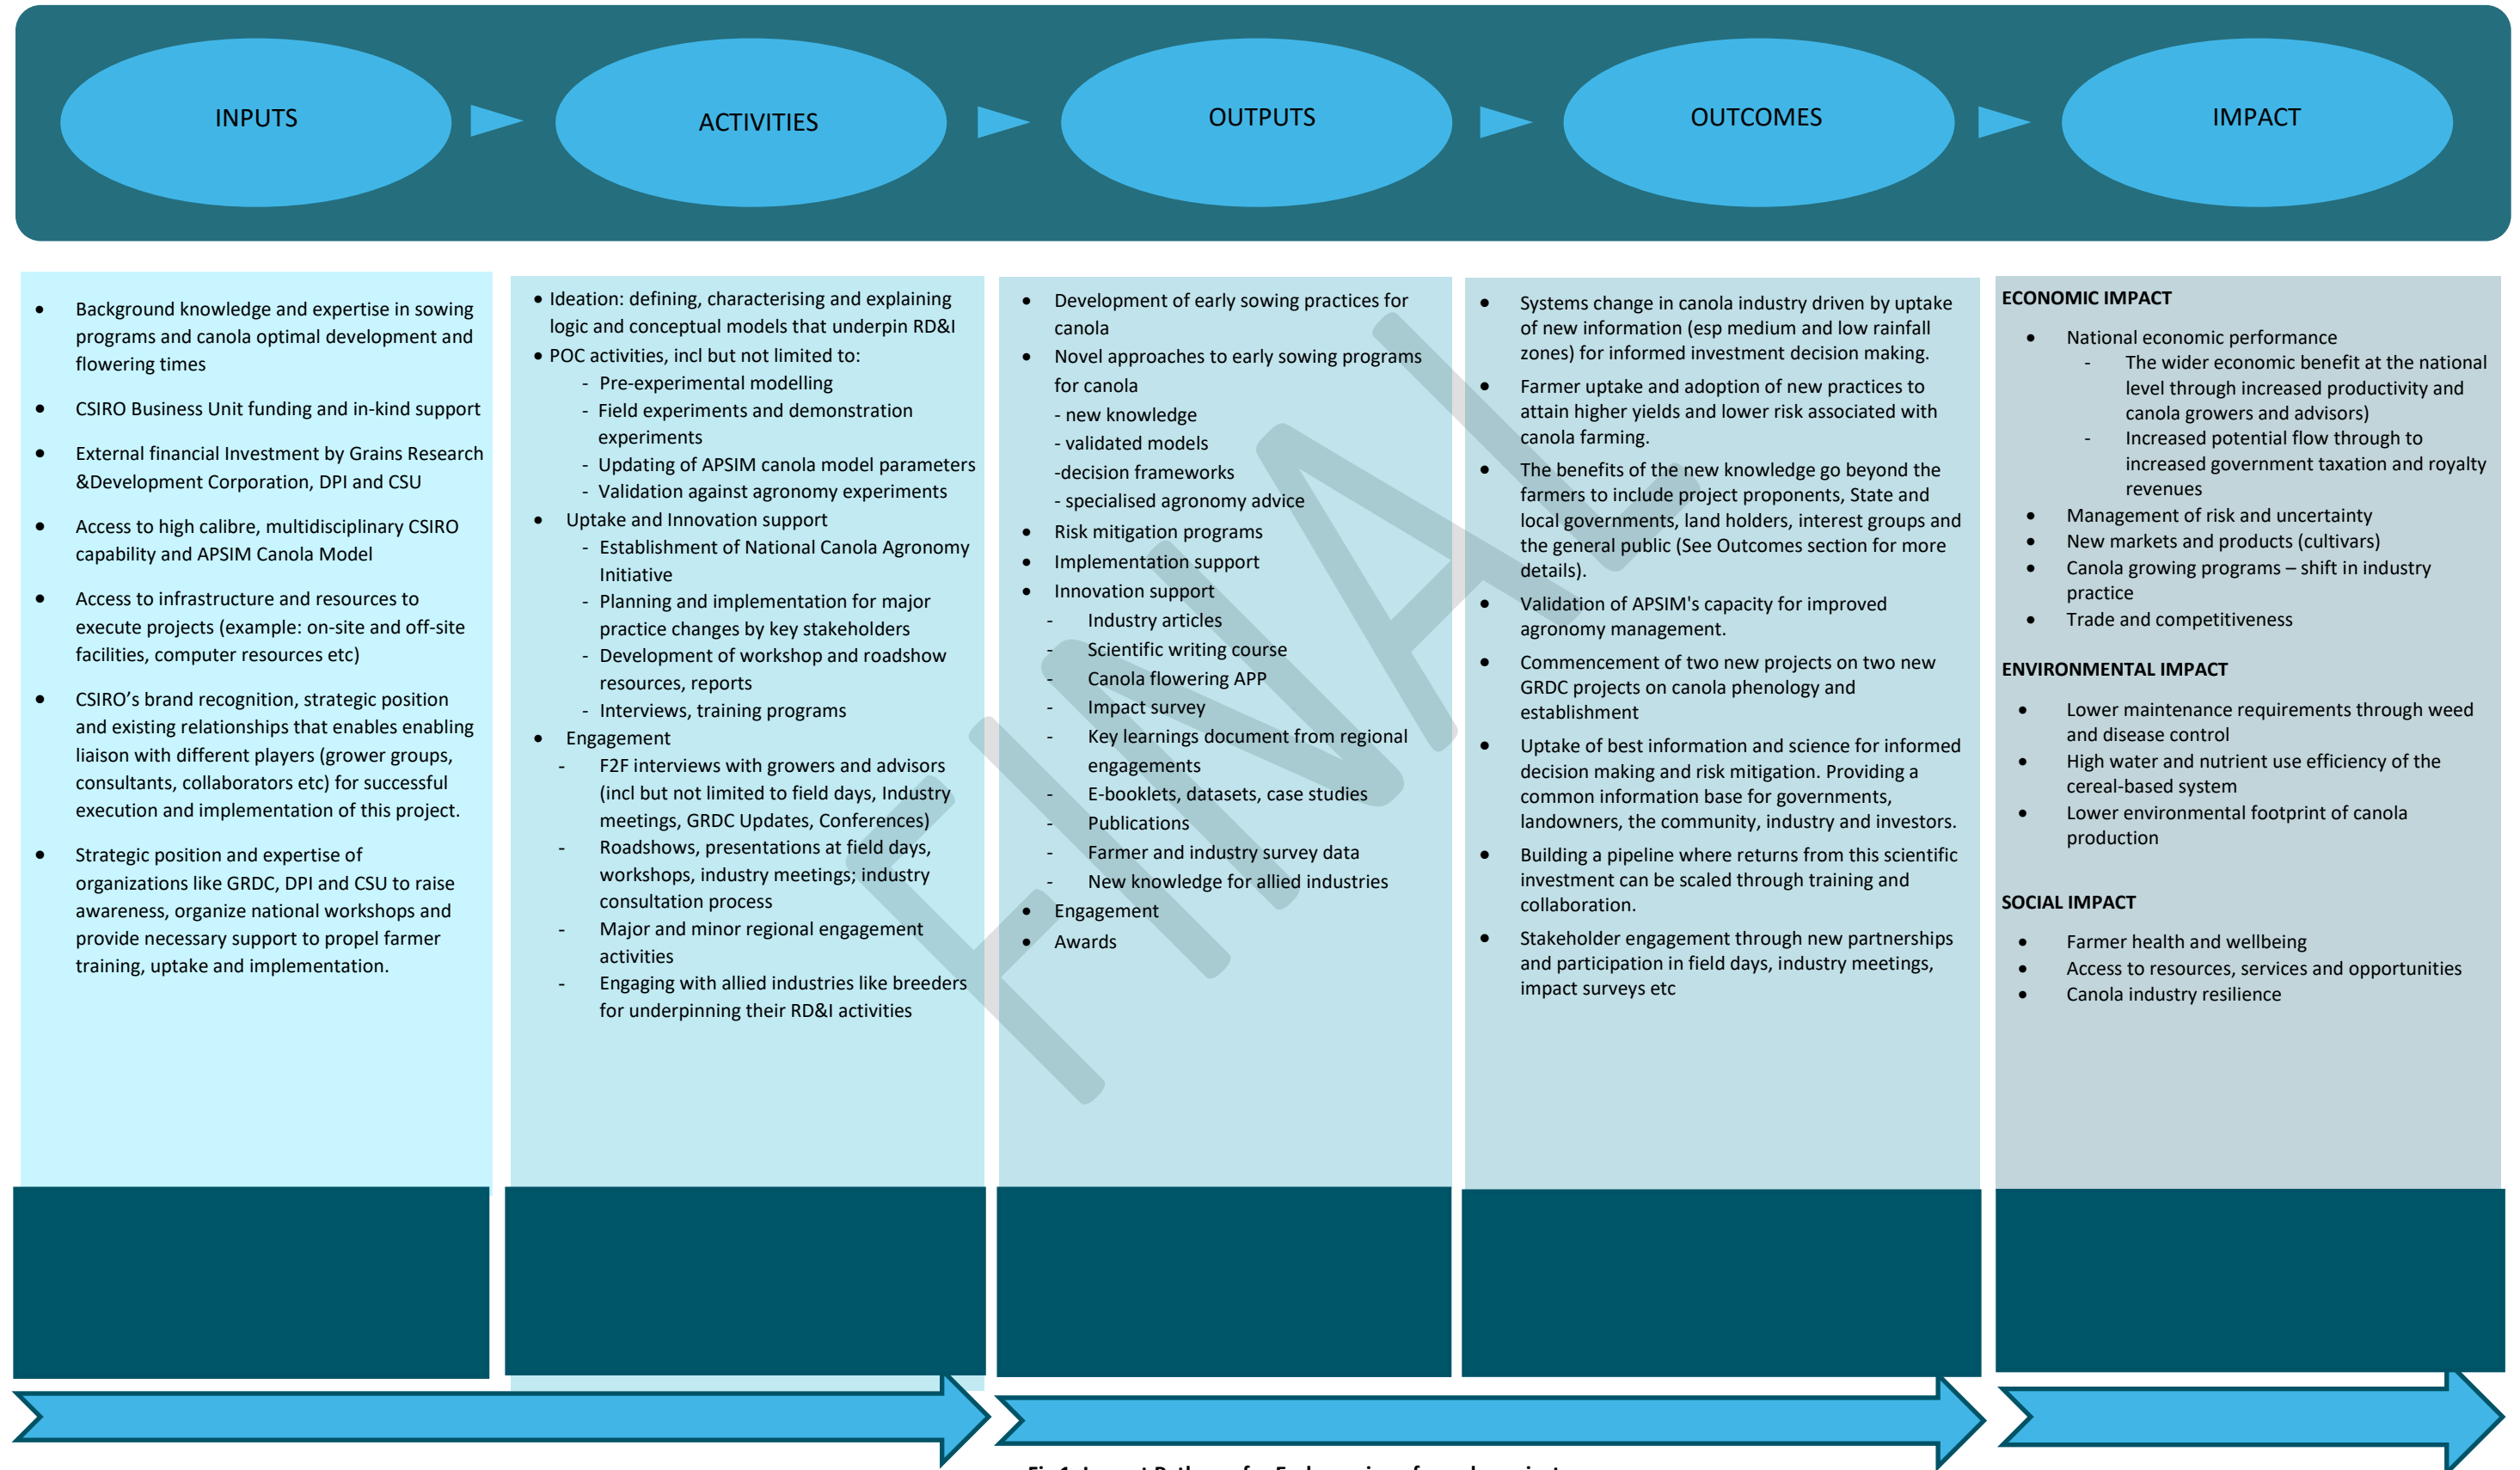 INPUTS
ACTIVITIES
OUTPUTS
OUTCOMES
IMPACT
• Background knowledge and expertise in sowing
programs and canola optimal development and
flowering times
• CSIRO Business Unit funding and in-kind support
• External financial Investment by Grains Research
&Development Corporation, DPI and CSU
• Access to high calibre, multidisciplinary CSIRO
capability and APSIM Canola Model
• Access to infrastructure and resources to
execute projects (example: on-site and off-site
facilities, computer resources etc)
• CSIRO’s brand recognition, strategic position
and existing relationships that enables enabling
liaison with different players (grower groups,
consultants, collaborators etc) for successful
execution and implementation of this project.
• Strategic position and expertise of
organizations like GRDC, DPI and CSU to raise
awareness, organize national workshops and
provide necessary support to propel farmer
training, uptake and implementation.
• Ideation: defining, characterising and explaining
logic and conceptual models that underpin RD&I
• POC activities, incl but not limited to:
- Pre-experimental modelling
- Field experiments and demonstration
experiments
- Updating of APSIM canola model parameters
- Validation against agronomy experiments
• Uptake and Innovation support
- Establishment of National Canola Agronomy
Initiative
- Planning and implementation for major
practice changes by key stakeholders
- Development of workshop and roadshow
resources, reports
- Interviews, training programs
• Engagement
- F2F interviews with growers and advisors
(incl but not limited to field days, Industry
meetings, GRDC Updates, Conferences)
- Roadshows, presentations at field days,
workshops, industry meetings; industry
consultation process
- Major and minor regional engagement
activities
- Engaging with allied industries like breeders
for underpinning their RD&I activities
• Development of early sowing practices for
canola
• Novel approaches to early sowing programs
for canola
- new knowledge
- validated models
-decision frameworks
- specialised agronomy advice
• Risk mitigation programs
• Implementation support
• Innovation support
- Industry articles
- Scientific writing course
- Canola flowering APP
- Impact survey
- Key learnings document from regional
engagements
- E-booklets, datasets, case studies
- Publications
- Farmer and industry survey data
- New knowledge for allied industries
• Engagement
• Awards
• Systems change in canola industry driven by uptake
of new information (esp medium and low rainfall
zones) for informed investment decision making.
• Farmer uptake and adoption of new practices to
attain higher yields and lower risk associated with
canola farming.
• The benefits of the new knowledge go beyond the
farmers to include project proponents, State and
local governments, land holders, interest groups and
the general public (See Outcomes section for more
details).
• Validation of APSIM's capacity for improved
agronomy management.
• Commencement of two new projects on two new
GRDC projects on canola phenology and
establishment
• Uptake of best information and science for informed
decision making and risk mitigation. Providing a
common information base for governments,
landowners, the community, industry and investors.
• Building a pipeline where returns from this scientific
investment can be scaled through training and
collaboration.
• Stakeholder engagement through new partnerships
and participation in field days, industry meetings,
impact surveys etc
ECONOMIC IMPACT
• National economic performance
- The wider economic benefit at the national
level through increased productivity and
canola growers and advisors)
- Increased potential flow through to
increased government taxation and royalty
revenues
• Management of risk and uncertainty
• New markets and products (cultivars)
• Canola growing programs – shift in industry
practice
• Trade and competitiveness
ENVIRONMENTAL IMPACT
• Lower maintenance requirements through weed
and disease control
• High water and nutrient use efficiency of the
cereal-based system
• Lower environmental footprint of canola
production
SOCIAL IMPACT
• Farmer health and wellbeing
• Access to resources, services and opportunities
• Canola industry resilience
FINAL